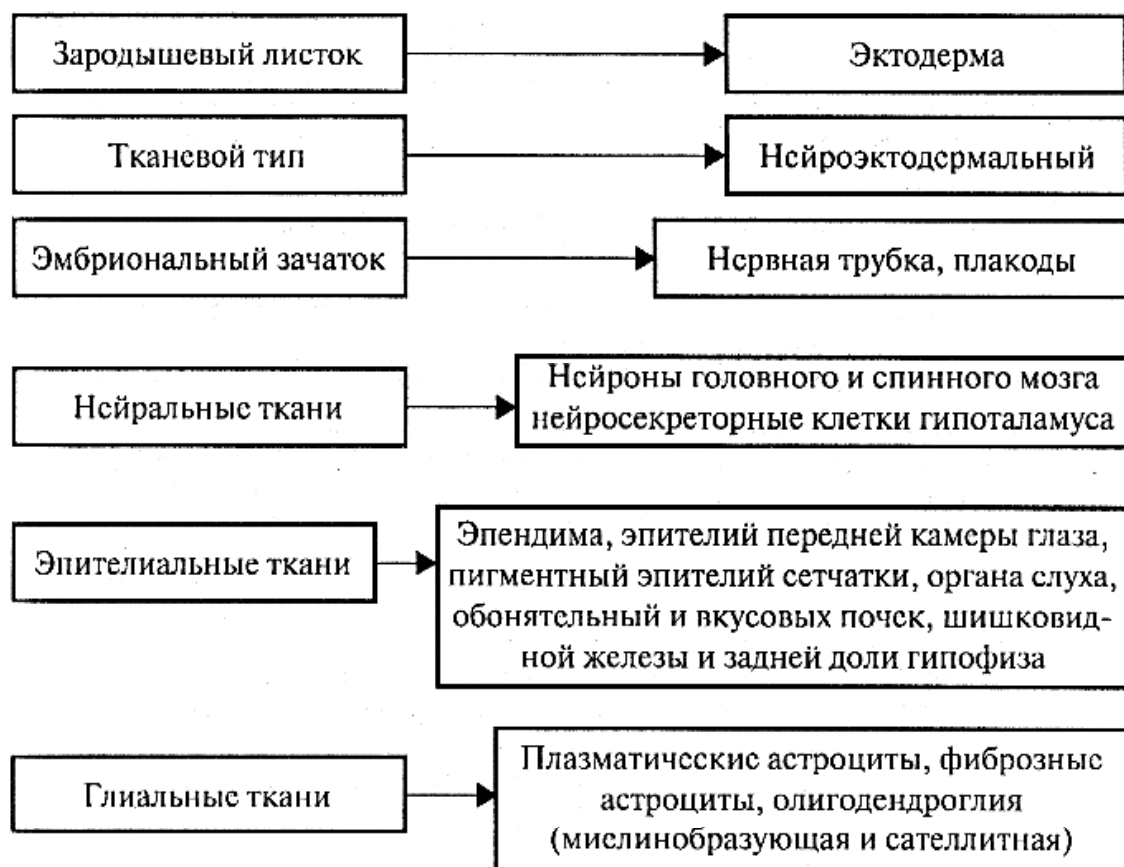 Зародышевый листок
Эктодерма
Тканевой тип
Нейроэктодермальный
Эмбриональный зачаток
Нервная трубка, плакоды
Нейральные ткани
Нейроны головного и спинного мозга
нейросекреторные клетки гипоталамуса
Эпителиальные ткани
Эпендима, эпителий передней камеры глаза,
пигментный эпителий сетчатки, органа слуха,
обонятельный и вкусовых почек, шишковид-
ной железы и задней доли гипофиза
Глиальные ткани
Плазматические астроциты, фиброзные
астроциты, олигодендроглия
(миелинобразующая и сателлитная)